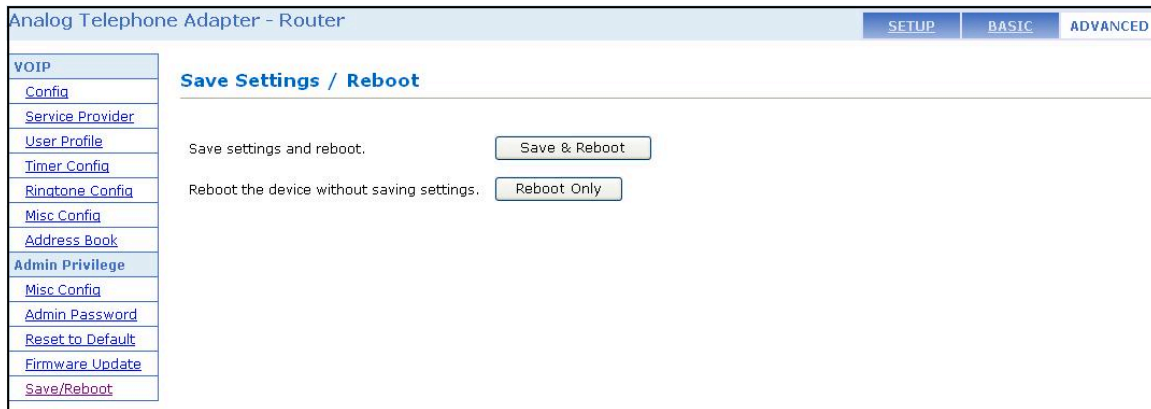 Analog Telephone Adapter - Router
SETUP
BASIC
ADVANCED
VOIP
Config
Service Provider
User Profile
Timer Config
Ringtone Config
Misc Config
Address Book
Admin Privilege
Misc Config
Admin Password
Reset to Default
Firmware Update
Save/Reboot
Save Settings / Reboot
Save settings and reboot. Save & Reboot
Reboot the device without saving settings. Reboot Only